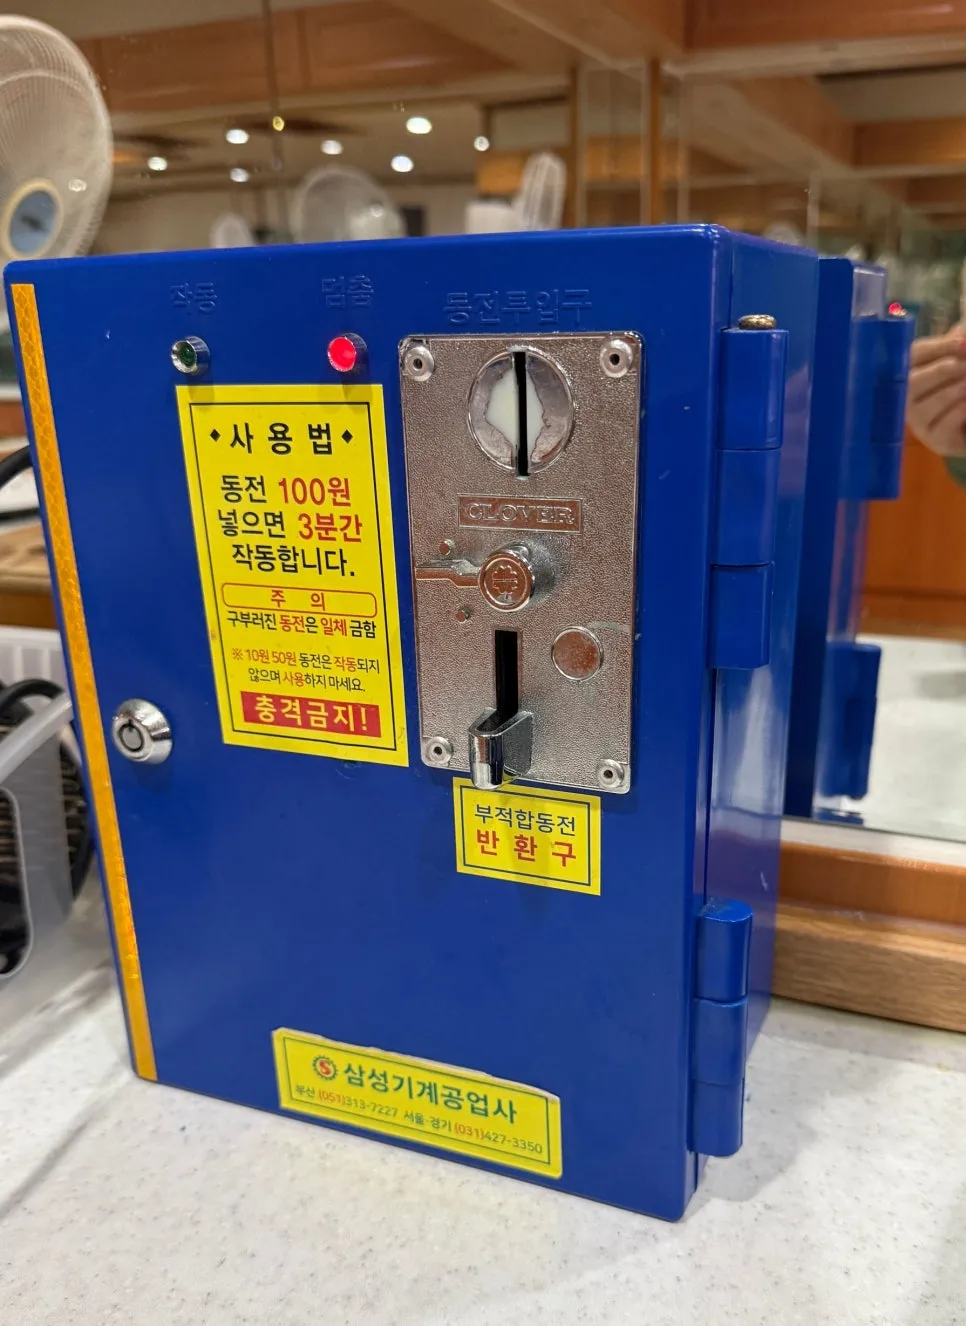 작동 멈춤 동전투입구
◆사용법◆
동전 100원
넣으면 3분간
작동합니다.
주 의
구부러진 동전은 일체 금함
※ 10원 50원 동전은 작동되지
않으며 사용하지 마세요.
충격금지!
CLOVER
부적합동전
반 환 구
S 삼성기계공업사
부산 (051)313-7227 서울·경기 (031)427-3350